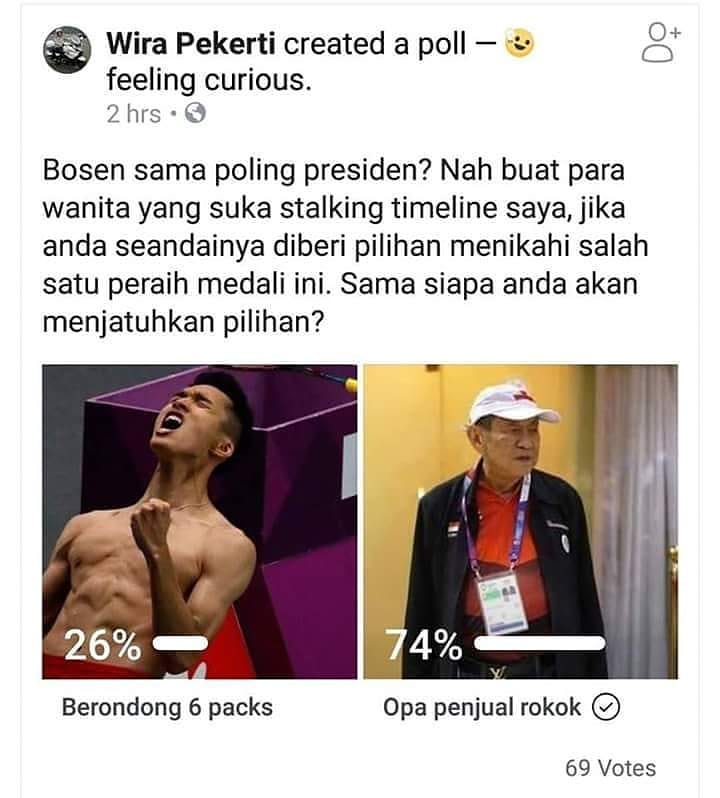 Wira Pekerti created a poll — 😉
feeling curious.
2 hrs •
Bosen sama poling presiden? Nah buat para
wanita yang suka stalking timeline saya, jika
anda seandainya diberi pilihan menikahi salah
satu peraih medali ini. Sama siapa anda akan
menjatuhkan pilihan?
26%
74%
Berondong 6 packs
Opa penjual rokok
69 Votes